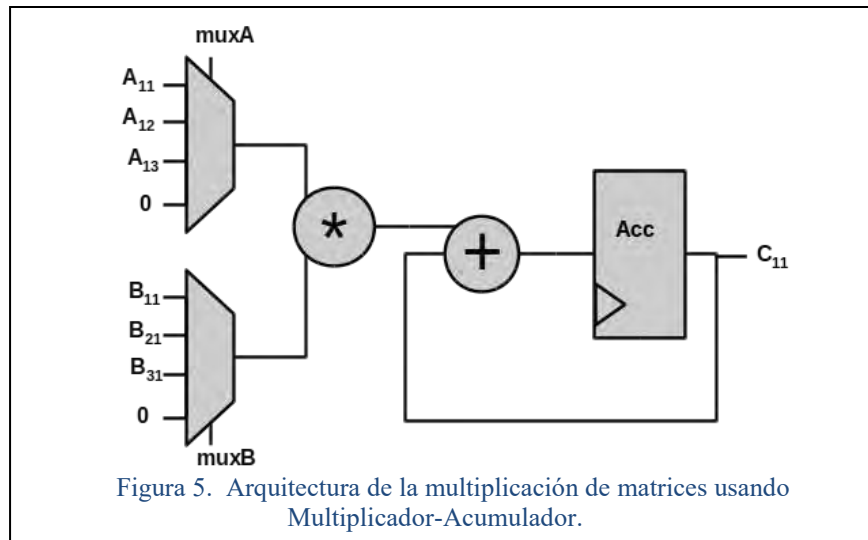 muxA
A11
A12
A13
0
*
+
Acc
C11
B11
B21
B31
0
muxB
Figura 5. Arquitectura de la multiplicación de matrices usando
Multiplicador-Acumulador.